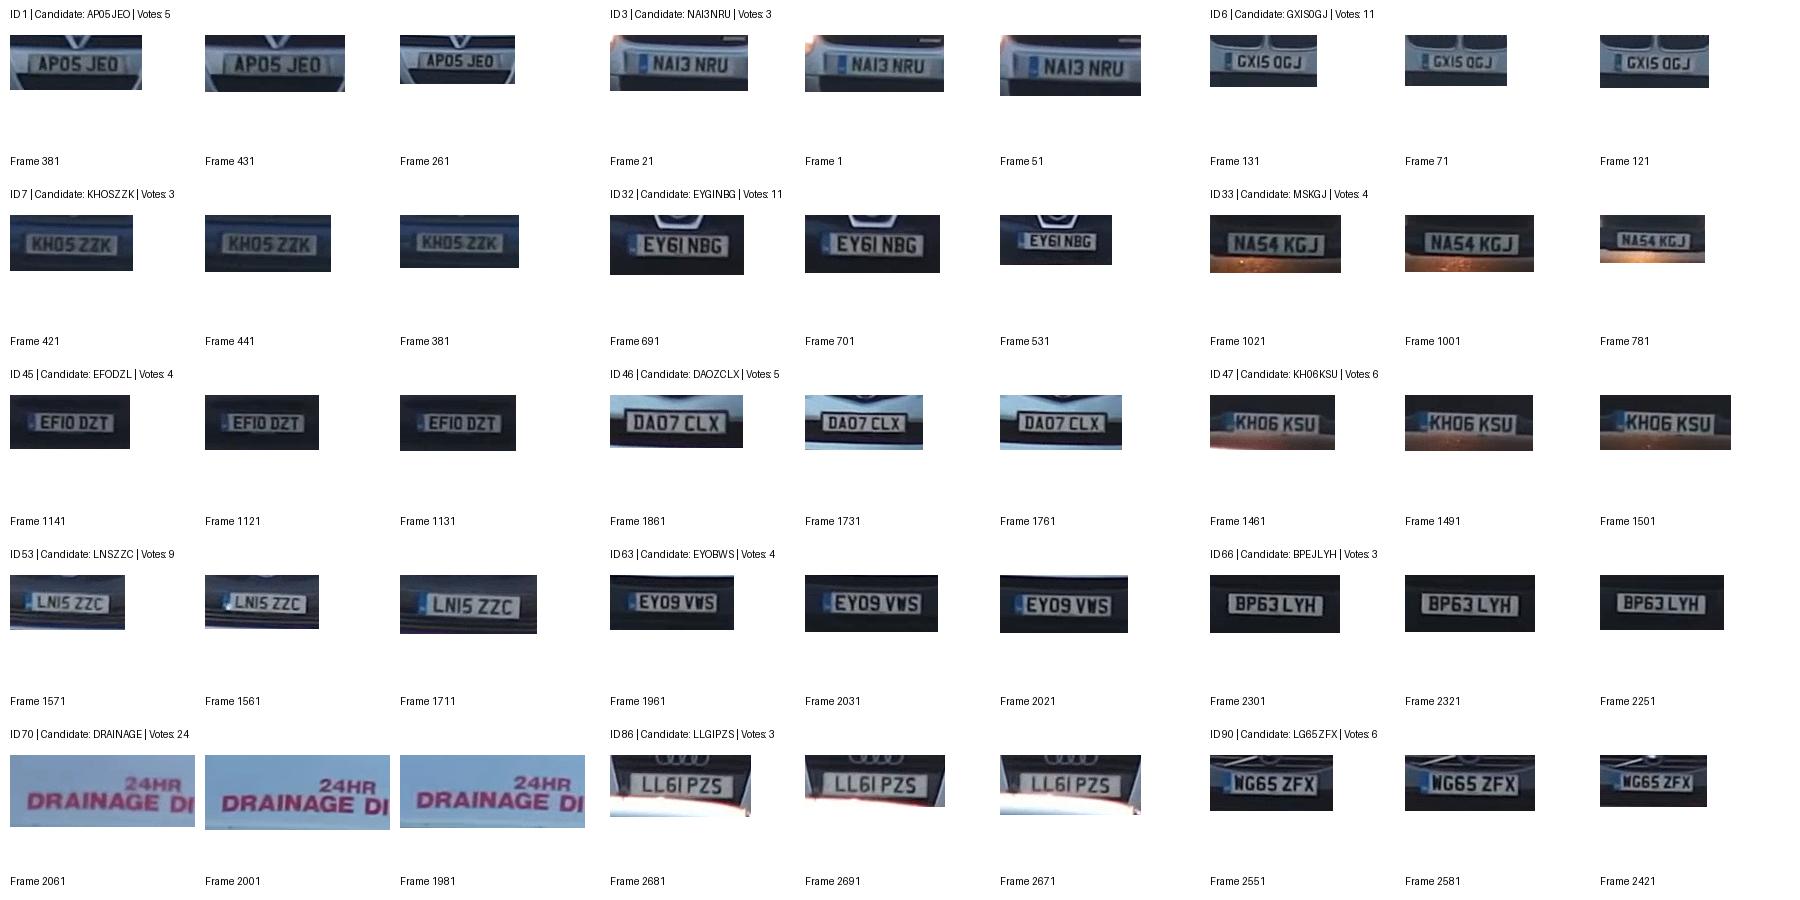 ID 1 | Candidate: AP05JEO | Votes: 5
AP05 JEO
AP05 JEO
AP05 JEO
Frame 381
Frame 431
Frame 261
ID 3 | Candidate: NAI3NRU | Votes: 3
NA13 NRU
NA13 NRU
NA13 NRU
Frame 21
Frame 1
Frame 51
ID 6 | Candidate: GXIS0GJ | Votes: 11
GX15 OGJ
GX15 OGJ
GX15 OGJ
Frame 131
Frame 71
Frame 121
ID 7 | Candidate: KHOSZZK | Votes: 3
KH05 ZZK
KH05 ZZK
KH05 ZZK
Frame 421
Frame 441
Frame 381
ID 32 | Candidate: EYGINBG | Votes: 11
EY61 NBG
EY61 NBG
EY61 NBG
Frame 691
Frame 701
Frame 531
ID 33 | Candidate: MSKGJ | Votes: 4
NA54 KGJ
NA54 KGJ
NA54 KGJ
Frame 1021
Frame 1001
Frame 781
ID 45 | Candidate: EFODZL | Votes: 4
EF10 DZT
EF10 DZT
EF10 DZT
Frame 1141
Frame 1121
Frame 1131
ID 46 | Candidate: DAOZCLX | Votes: 5
DA07 CLX
DA07 CLX
DA07 CLX
Frame 1861
Frame 1731
Frame 1761
ID 47 | Candidate: KH06KSU | Votes: 6
KH06 KSU
KH06 KSU
KH06 KSU
Frame 1461
Frame 1491
Frame 1501
ID 53 | Candidate: LNSZZC | Votes: 9
LN15 ZZC
LN15 ZZC
LN15 ZZC
Frame 1571
Frame 1561
Frame 1711
ID 63 | Candidate: EYOBWS | Votes: 4
EY09 VWS
EY09 VWS
EY09 VWS
Frame 1961
Frame 2031
Frame 2021
ID 66 | Candidate: BPEJLYH | Votes: 3
BP63 LYH
BP63 LYH
BP63 LYH
Frame 2301
Frame 2321
Frame 2251
ID 70 | Candidate: DRAINAGE | Votes: 24
24HR
DRAINAGE DI
24HR
DRAINAGE DI
24HR
DRAINAGE DI
Frame 2061
Frame 2001
Frame 1981
ID 86 | Candidate: LLGIPZS | Votes: 3
LL61 PZS
LL61 PZS
LL61 PZS
Frame 2681
Frame 2691
Frame 2671
ID 90 | Candidate: LG65ZFX | Votes: 6
WG65 ZFX
WG65 ZFX
WG65 ZFX
Frame 2551
Frame 2581
Frame 2421